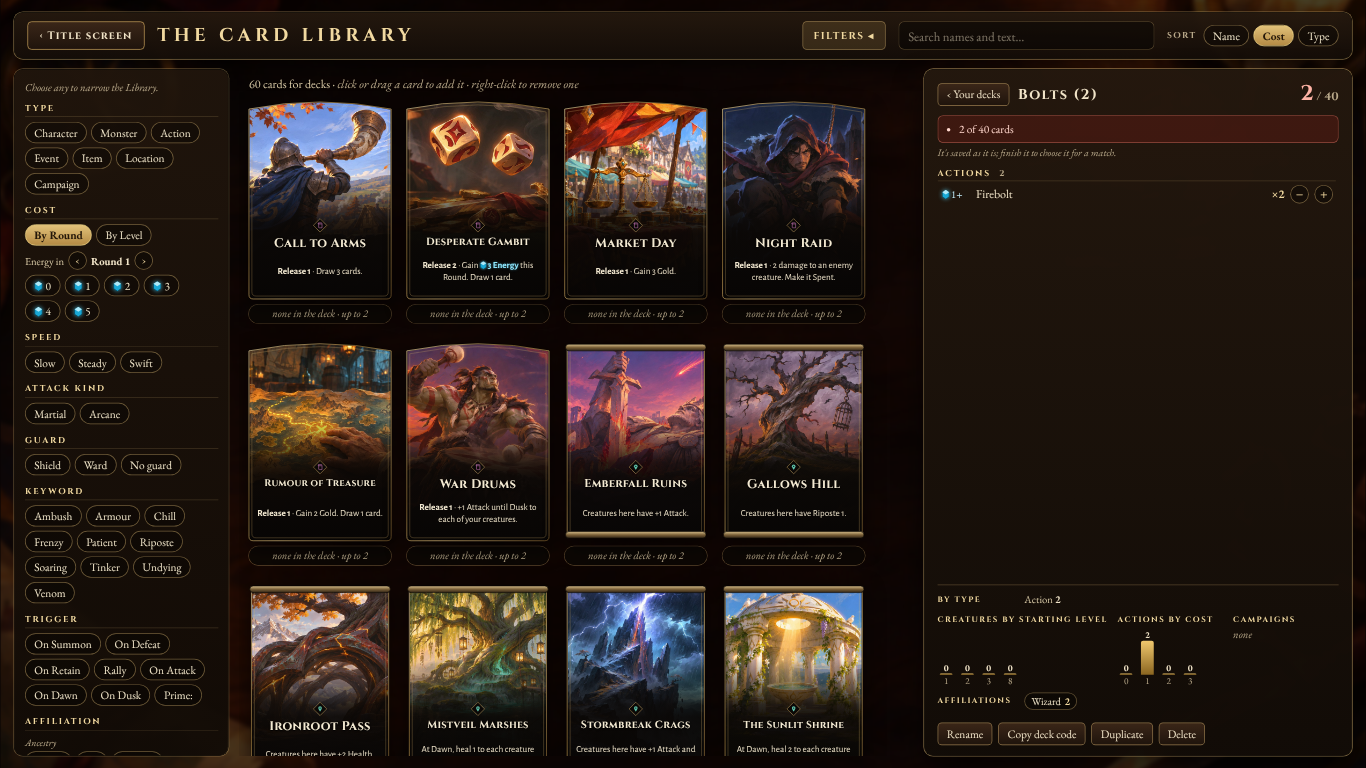 ‹ Title screen
THE CARD LIBRARY
FILTERS ◂
Search names and text...
SORT
Name
Cost
Type
Choose any to narrow the Library.
TYPE
Character
Monster
Action
Event
Item
Location
Campaign
COST
By Round
By Level
Energy in ‹ Round 1 ›
0
1
2
3
4
5
SPEED
Slow
Steady
Swift
ATTACK KIND
Martial
Arcane
GUARD
Shield
Ward
No guard
KEYWORD
Ambush
Armour
Chill
Frenzy
Patient
Riposte
Soaring
Tinker
Undying
Venom
TRIGGER
On Summon
On Defeat
On Retain
Rally
On Attack
On Dawn
On Dusk
Prime:
AFFILIATION
Ancestry
60 cards for decks · click or drag a card to add it · right-click to remove one
Call to Arms
Release 1 · Draw 3 cards.
none in the deck · up to 2
Desperate Gambit
Release 2 · Gain 3 Energy this
Round. Draw 1 card.
none in the deck · up to 2
Market Day
Release 1 · Gain 3 Gold.
none in the deck · up to 2
Night Raid
Release 1 · 2 damage to an enemy
creature. Make it Spent.
none in the deck · up to 2
Rumour of Treasure
Release 1 · Gain 2 Gold. Draw 1 card.
none in the deck · up to 2
War Drums
Release 1 · +1 Attack until Dusk to
each of your creatures.
none in the deck · up to 2
Emberfall Ruins
Creatures here have +1 Attack.
none in the deck · up to 2
Gallows Hill
Creatures here have Riposte 1.
none in the deck · up to 2
Ironroot Pass
Creatures here have +2 Health
Mistveil Marshes
At Dawn, heal 1 to each creature
Stormbreak Crags
Creatures here have +1 Attack and
The Sunlit Shrine
At Dawn, heal 2 to each creature
‹ Your decks
Bolts (2)
2 / 40
• 2 of 40 cards
It's saved as it is; finish it to choose it for a match.
ACTIONS 2
1+ Firebolt ×2 − +
BY TYPE
Action 2
CREATURES BY STARTING LEVEL
0 0 0 0
1 2 3 8
ACTIONS BY COST
0 2 0 0
0 1 2 3
CAMPAIGNS
none
AFFILIATIONS
Wizard 2
Rename
Copy deck code
Duplicate
Delete